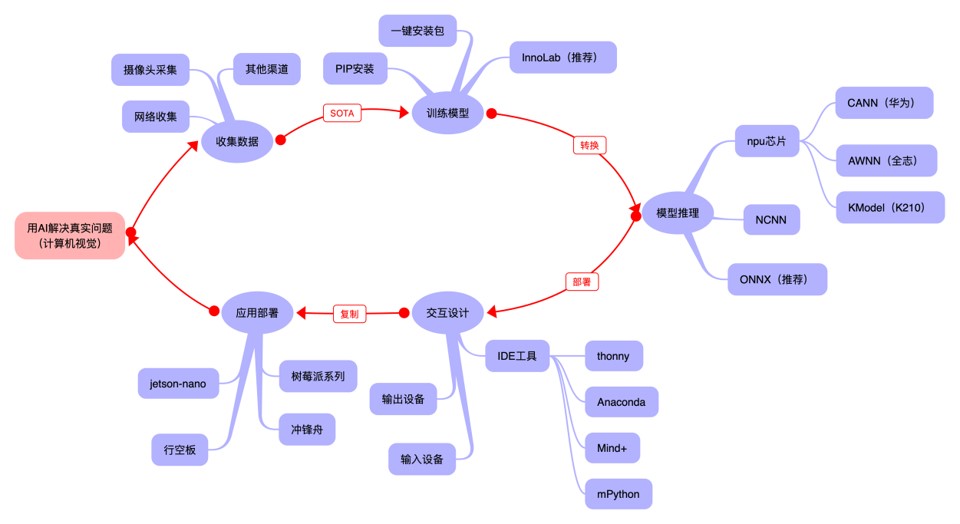 一键安装包
InnoLab（推荐）
PIP安装
摄像头采集
其他渠道
网络收集
收集数据
SOTA
训练模型
转换
npu芯片
CANN（华为）
AWNN（全志）
KModel（K210）
模型推理
NCNN
ONNX（推荐）
用AI解决真实问题
（计算机视觉）
部署
应用部署
复制
交互设计
jetson-nano
树莓派系列
行空板
冲锋舟
IDE工具
thonny
Anaconda
Mind+
mPython
输出设备
输入设备